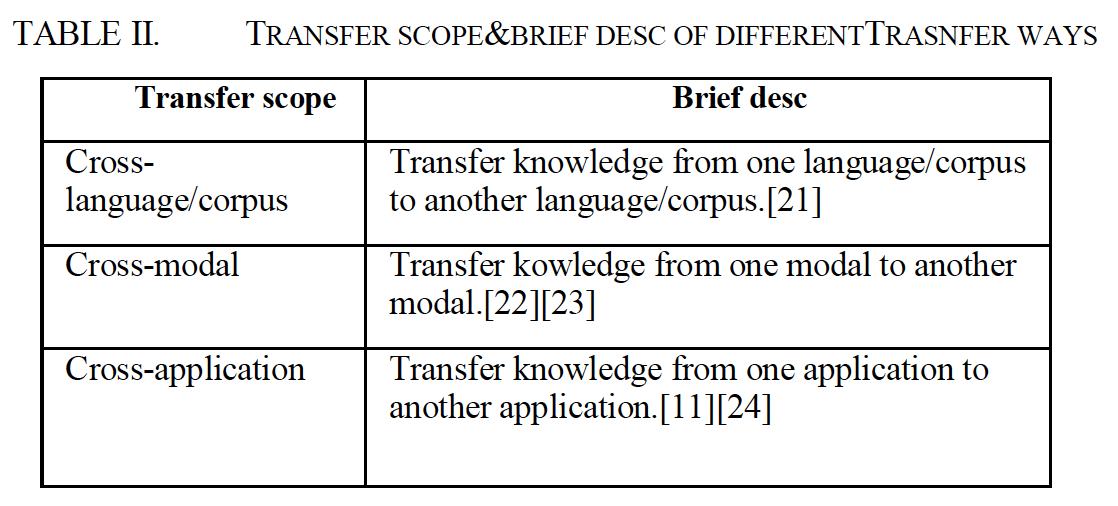 TABLE II. TRANSFER SCOPE&BRIEF DESC OF DIFFERENTTRASNFER WAYS
Transfer scope Brief desc
Cross-
language/corpus
Transfer knowledge from one language/corpus
to another language/corpus.[21]
Cross-modal
Transfer kowledge from one modal to another
modal.[22][23]
Cross-application
Transfer knowledge from one application to
another application.[11][24]